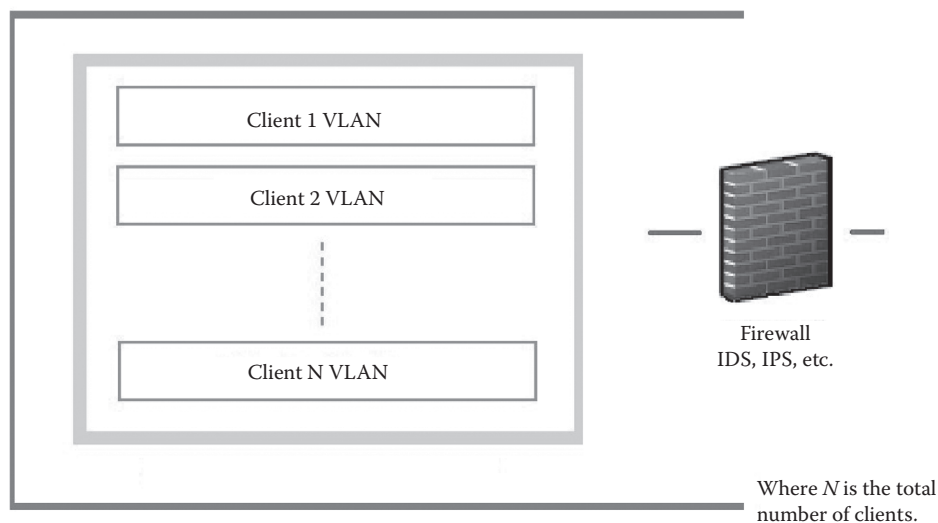 Client 1 VLAN
Client 2 VLAN
Client N VLAN
Firewall
IDS, IPS, etc.
Where N is the total
number of clients.